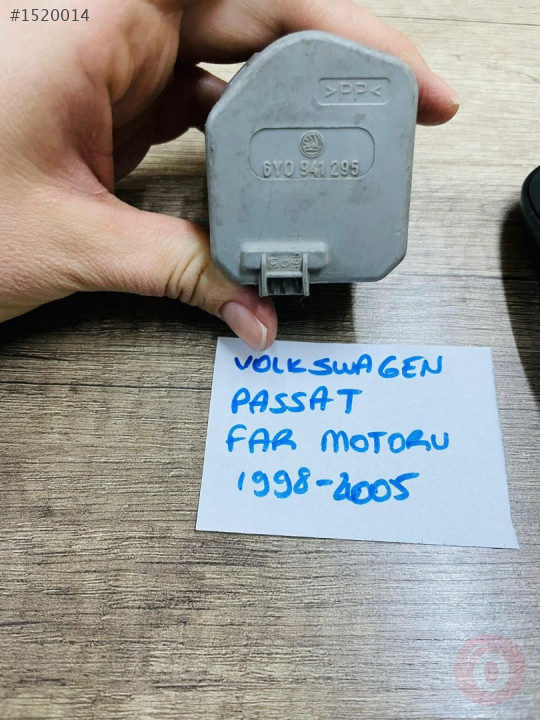 #1520014
>PP<
6Y0 941 295
VOLKSWAGEN
PASSAT
FAR MOTORU
1998-2005